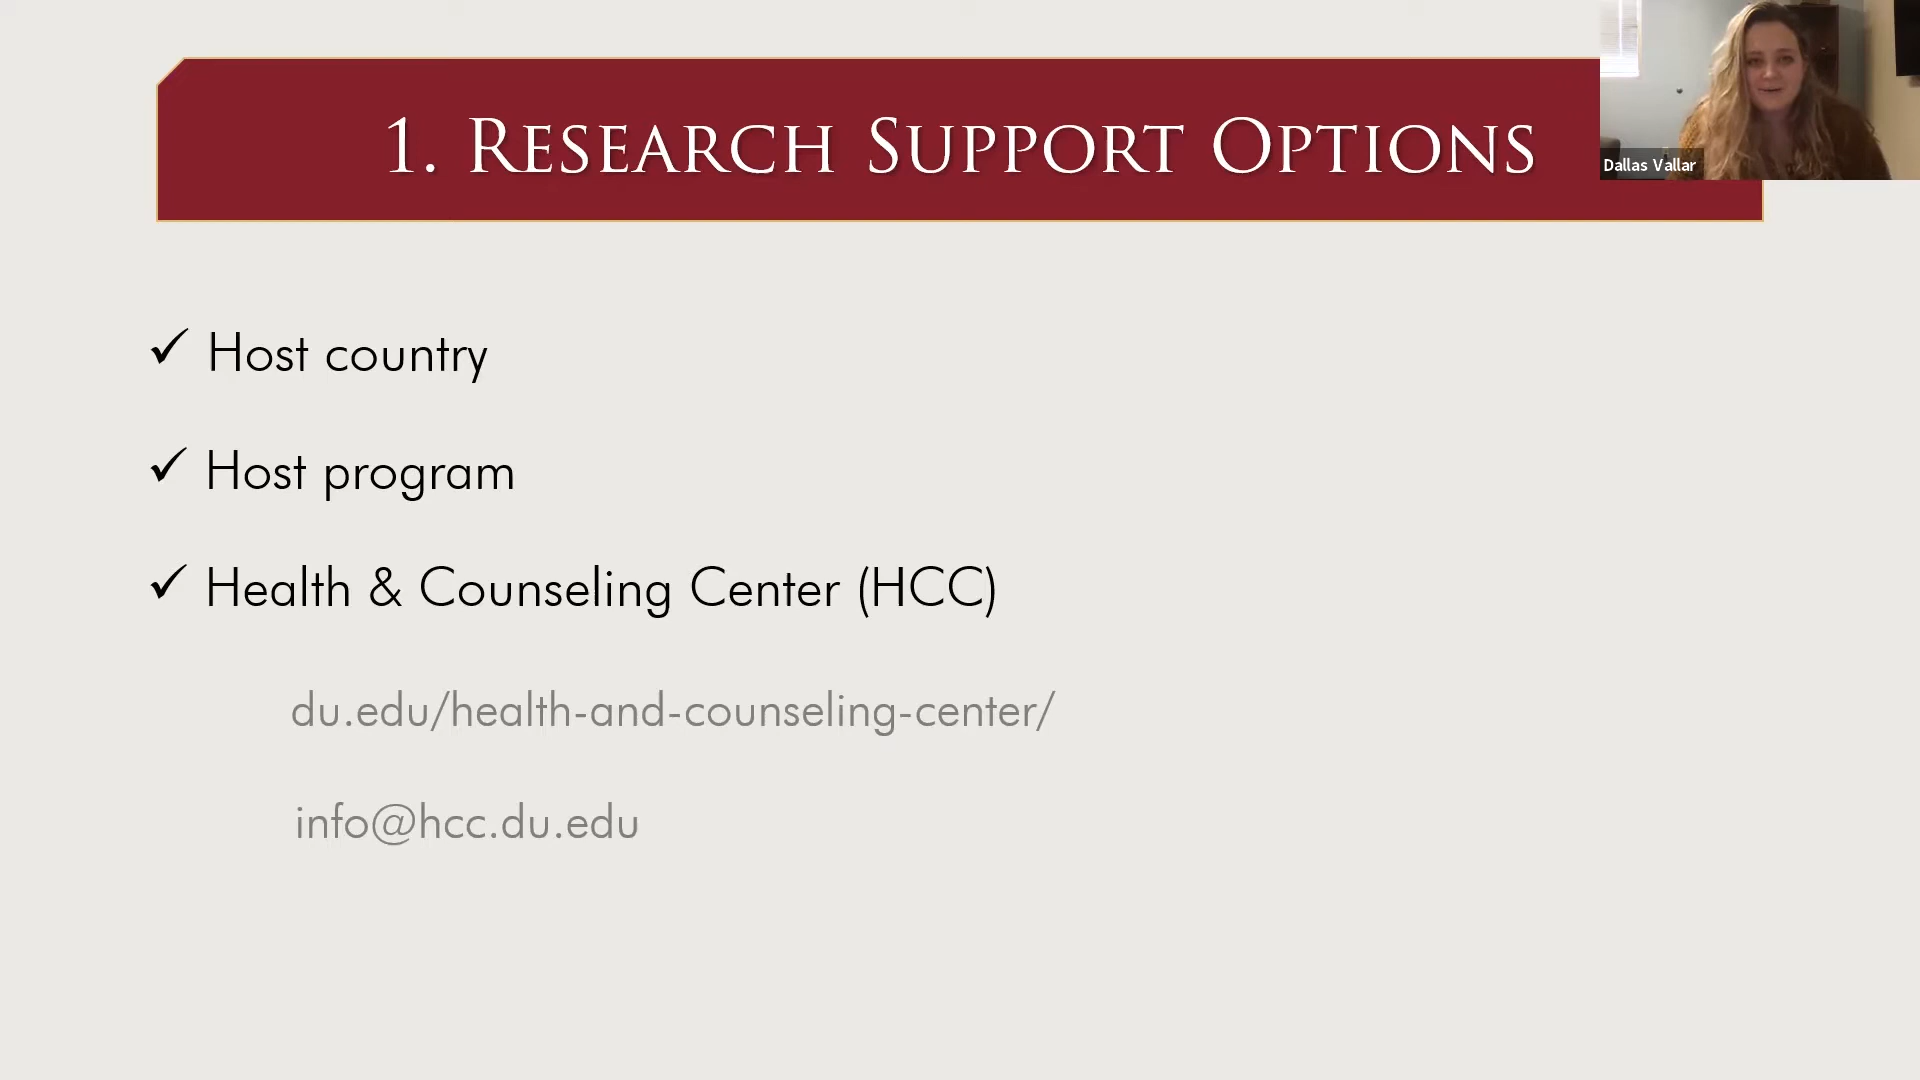 1. Research Support Options
Dallas Vallar
✓ Host country
✓ Host program
✓ Health & Counseling Center (HCC)
du.edu/health-and-counseling-center/
info@hcc.du.edu